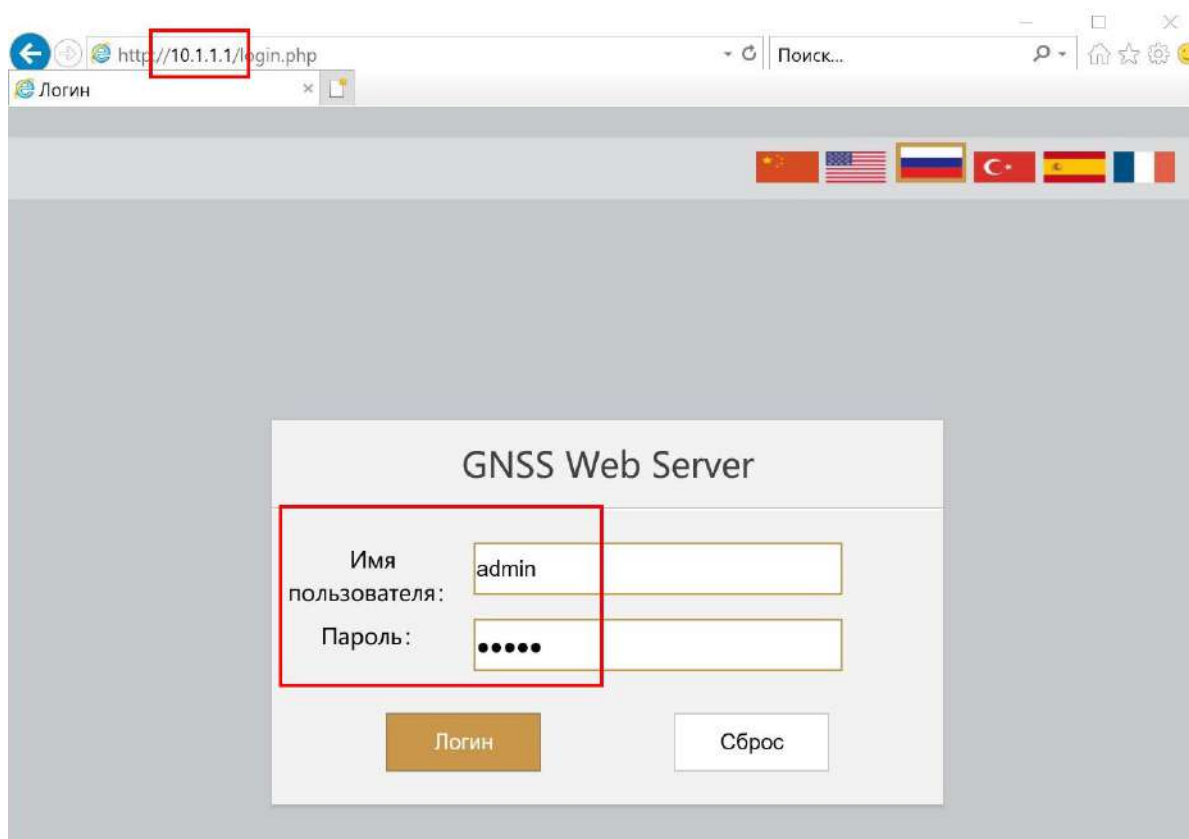 http://10.1.1.1/login.php
Поиск...
Логин
GNSS Web Server
Имя
пользователя:
admin
Пароль:
•••••
Логин
Сброс